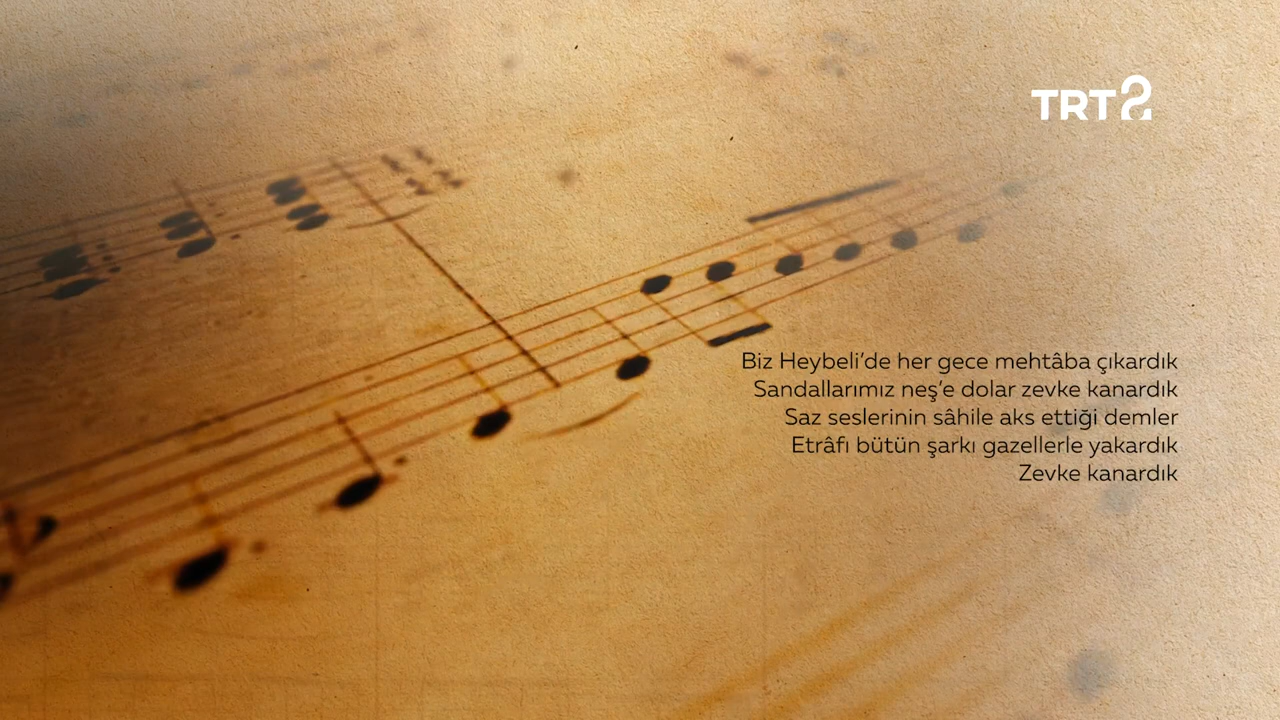 TRT2
Biz Heybeli'de her gece mehtâba çıkardık
Sandallarımız neş'e dolar zevke kanardık
Saz seslerinin sâhile aks ettiği demler
Etrâfı bütün şarkı gazellerle yakardık
Zevke kanardık